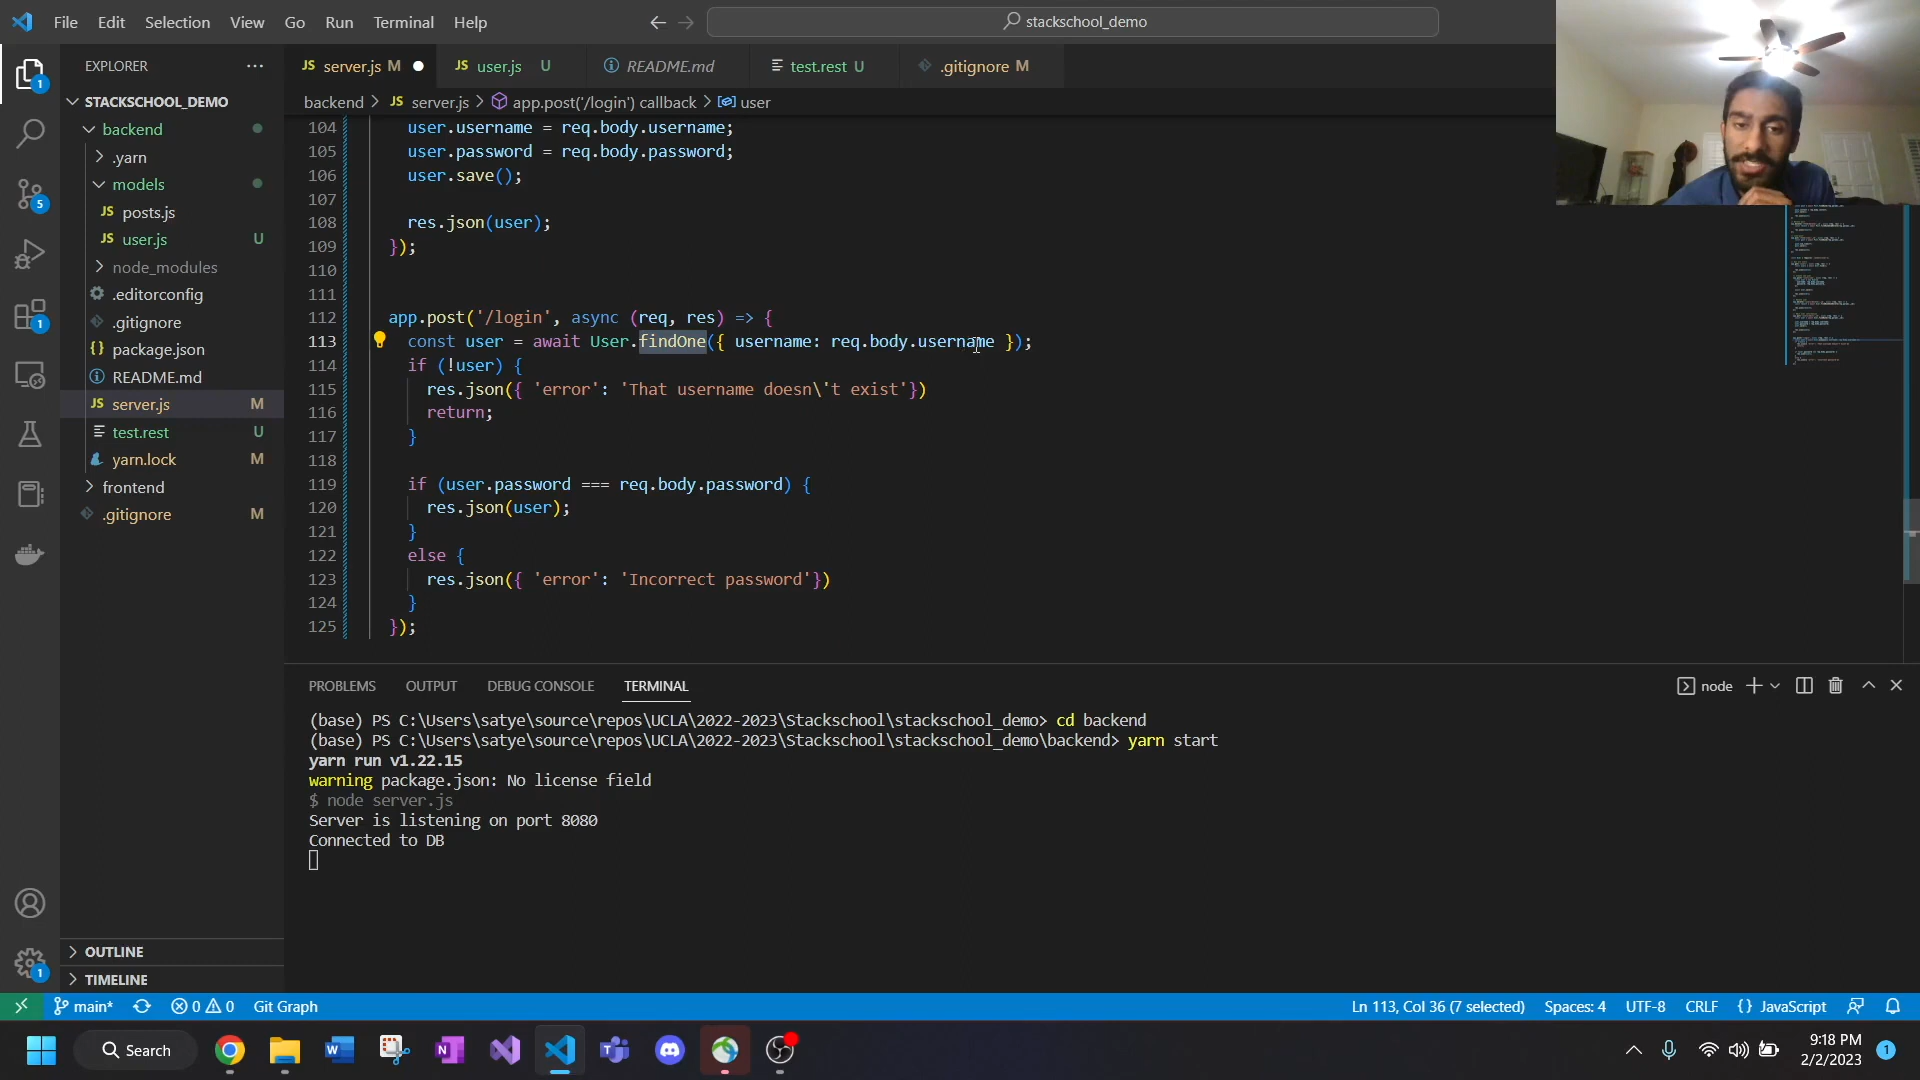 File Edit Selection View Go Run Terminal Help
stackschool_demo
EXPLORER
STACKSCHOOL_DEMO
backend
.yarn
models
posts.js
user.js U
node_modules
.editorconfig
.gitignore
package.json
README.md
server.js M
test.rest U
yarn.lock M
frontend
.gitignore M
OUTLINE
TIMELINE
JS server.js M JS user.js U README.md test.rest U .gitignore M
backend > JS server.js > app.post('/login') callback > user
104 user.username = req.body.username;
105 user.password = req.body.password;
106 user.save();
107
108 res.json(user);
109 });
110
111
112 app.post('/login', async (req, res) => {
113 const user = await User.findOne({ username: req.body.username });
114 if (!user) {
115 res.json({ 'error': 'That username doesn\'t exist'})
116 return;
117 }
118
119 if (user.password === req.body.password) {
120 res.json(user);
121 }
122 else {
123 res.json({ 'error': 'Incorrect password'})
124 }
125 });
PROBLEMS OUTPUT DEBUG CONSOLE TERMINAL
node
(base) PS C:\Users\satye\source\repos\UCLA\2022-2023\Stackschool\stackschool_demo> cd backend
(base) PS C:\Users\satye\source\repos\UCLA\2022-2023\Stackschool\stackschool_demo\backend> yarn start
yarn run v1.22.15
warning package.json: No license field
$ node server.js
Server is listening on port 8080
Connected to DB
main* 0 0 Git Graph
Ln 113, Col 36 (7 selected) Spaces: 4 UTF-8 CRLF {} JavaScript
Search
9:18 PM
2/2/2023
1